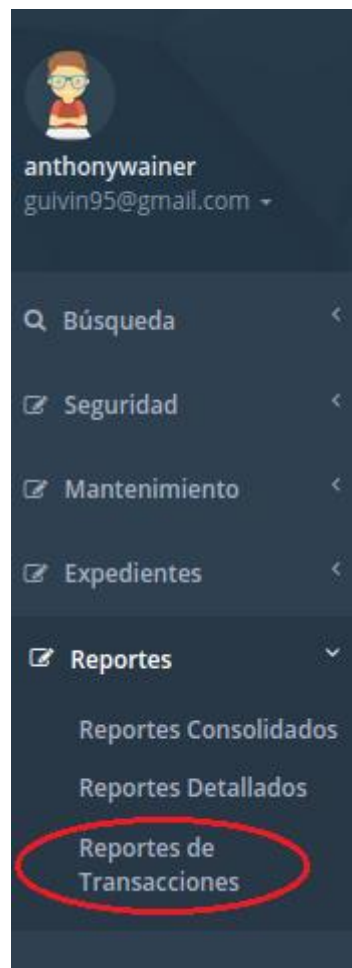 anthonywainer
guivin95@gmail.com
Búsqueda
Seguridad
Mantenimiento
Expedientes
Reportes
Reportes Consolidados
Reportes Detallados
Reportes de
Transacciones